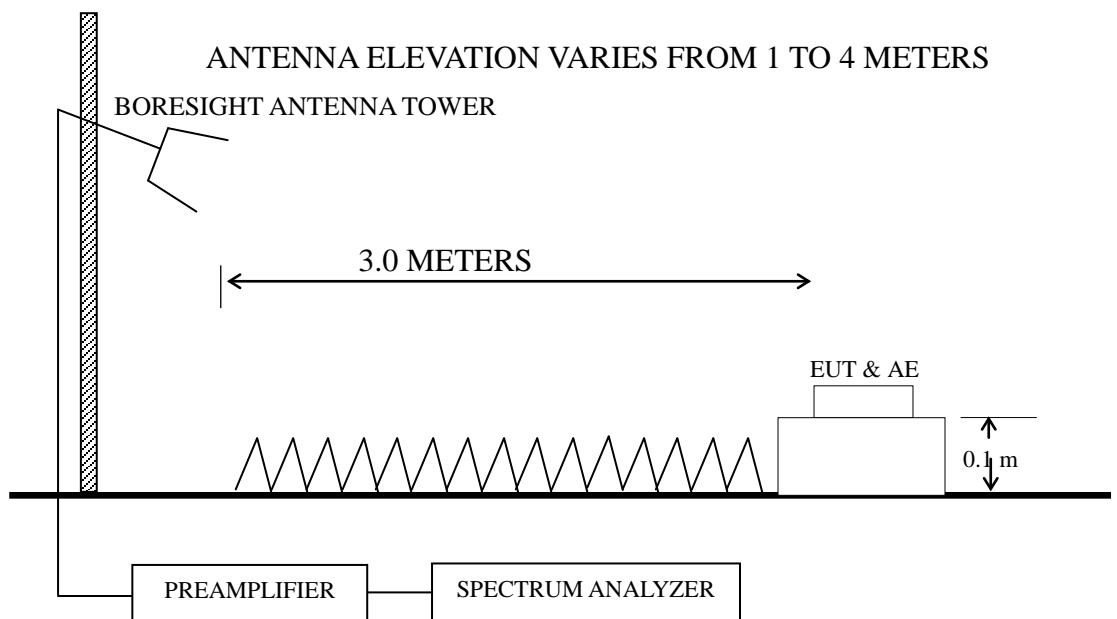 ANTENNA ELEVATION VARIES FROM 1 TO 4 METERS
BORESIGHT ANTENNA TOWER
3.0 METERS
EUT & AE
0.1 m
PREAMPLIFIER
SPECTRUM ANALYZER